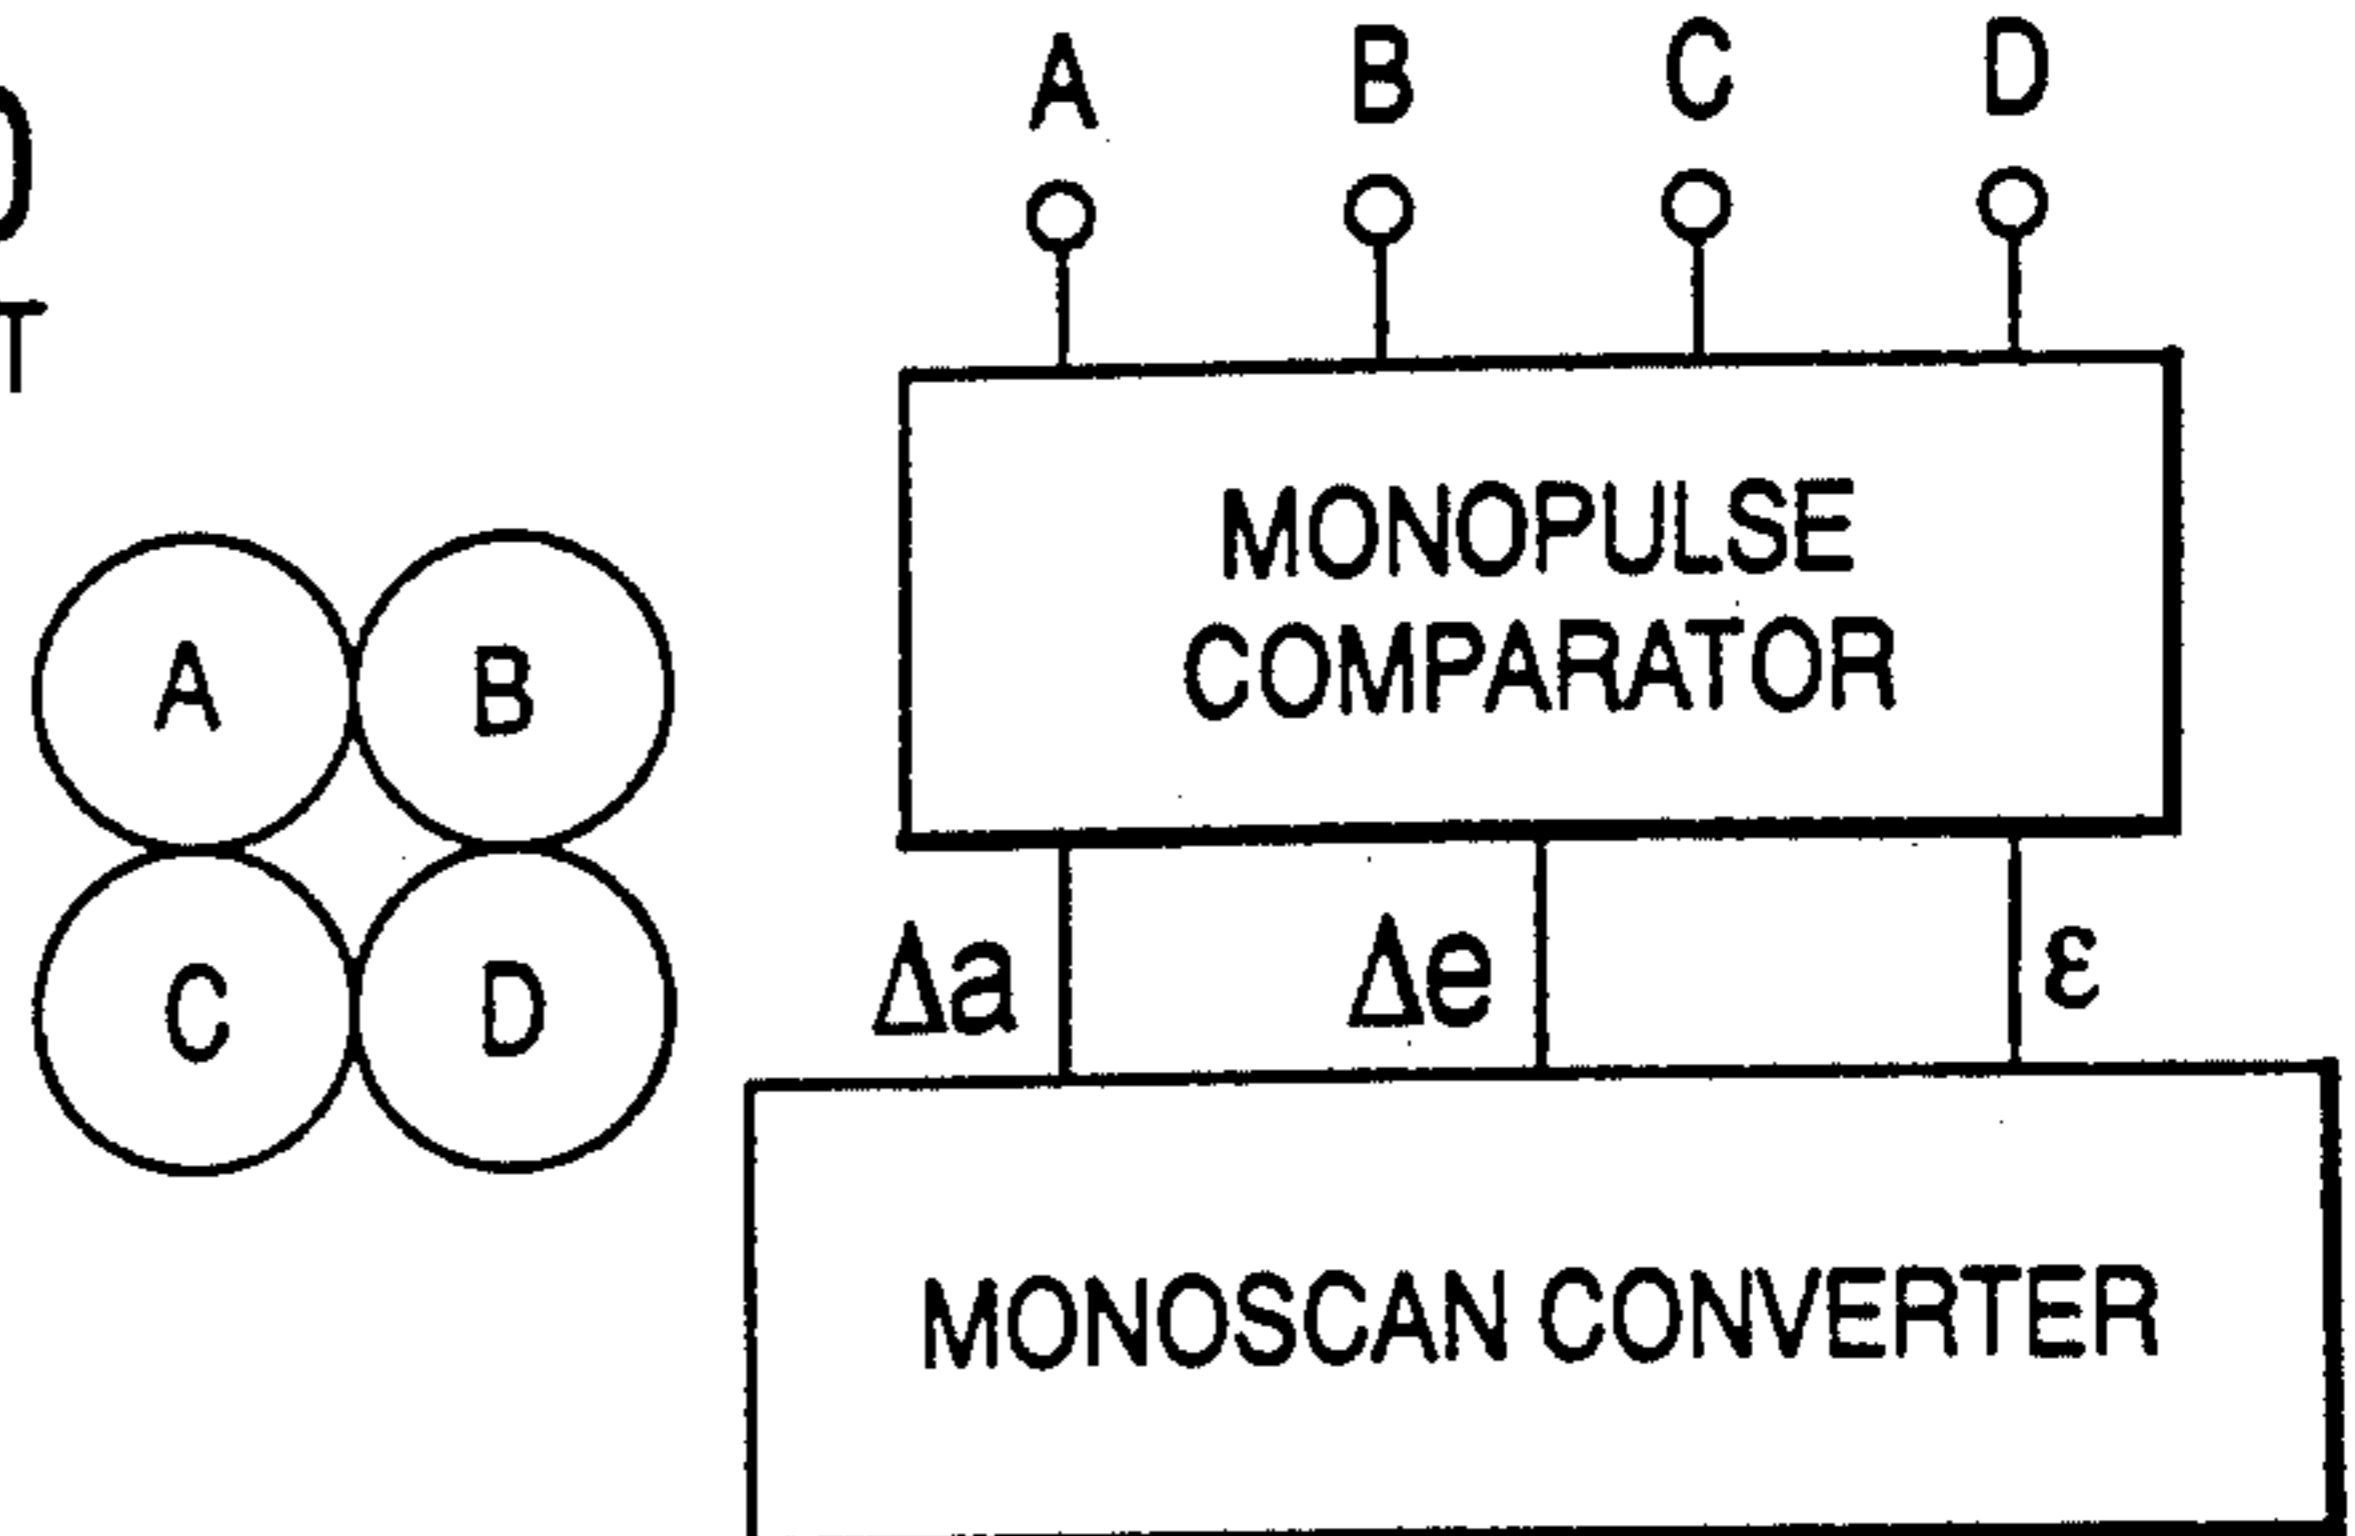 A B C D
T
MONOPULSE
COMPARATOR
A B
C D
Δa Δe ε
MONOSCAN CONVERTER